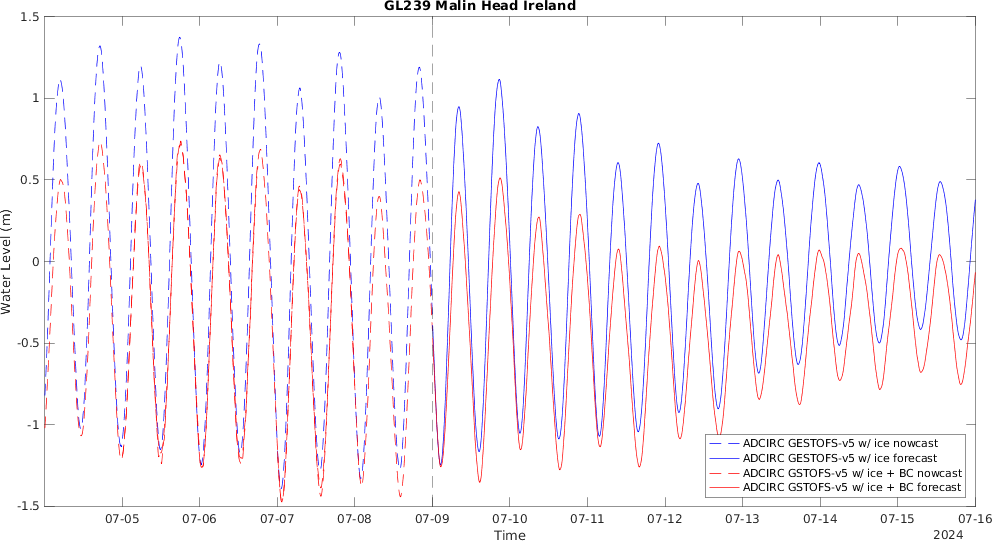 GL239 Malin Head Ireland
1.5
1
0.5
0
-0.5
-1
-1.5
Water Level (m)
07-05 07-06 07-07 07-08 07-09 07-10 07-11 07-12 07-13 07-14 07-15 07-16
Time
2024
ADCIRC GESTOFS-v5 w/ ice nowcast
ADCIRC GESTOFS-v5 w/ ice forecast
ADCIRC GSTOFS-v5 w/ ice + BC nowcast
ADCIRC GSTOFS-v5 w/ ice + BC forecast